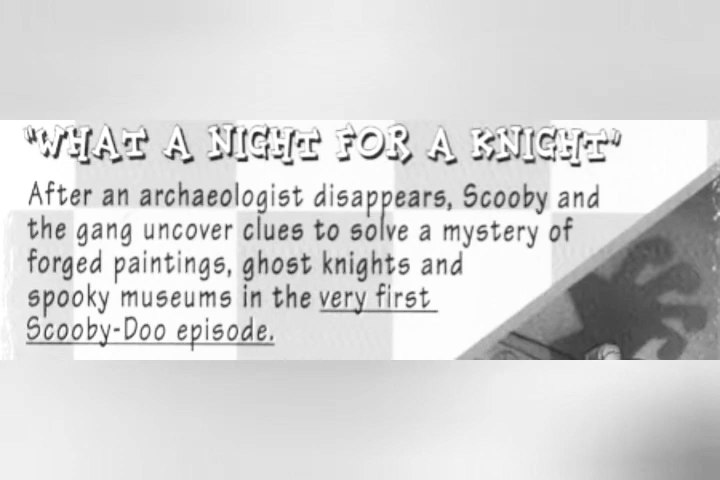 "WHAT A NIGHT FOR A KNIGHT"
After an archaeologist disappears, Scooby and
the gang uncover clues to solve a mystery of
forged paintings, ghost knights and
spooky museums in the very first
Scooby-Doo episode.